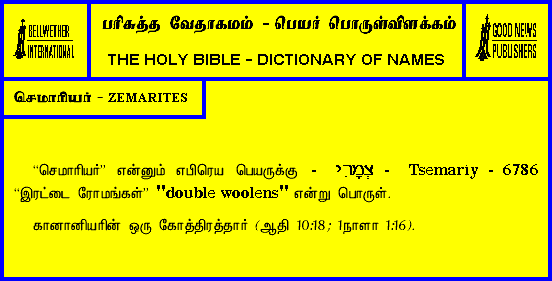 BELLWETHER
INTERNATIONAL
பரிசுத்த வேதாகமம் - பெயர் பொருள்விளக்கம்
THE HOLY BIBLE - DICTIONARY OF NAMES
GOOD NEWS
PUBLISHERS
செமாரியர் - ZEMARITES
“செமாரியர்” என்னும் எபிரெய பெயருக்கு - צְמָרִי - Tsemariy - 6786
“இரட்டை ரோமங்கள்” "double woolens" என்று பொருள்.
கானானியரின் ஒரு கோத்திரத்தார் (ஆதி 10:18; 1நாளா 1:16).